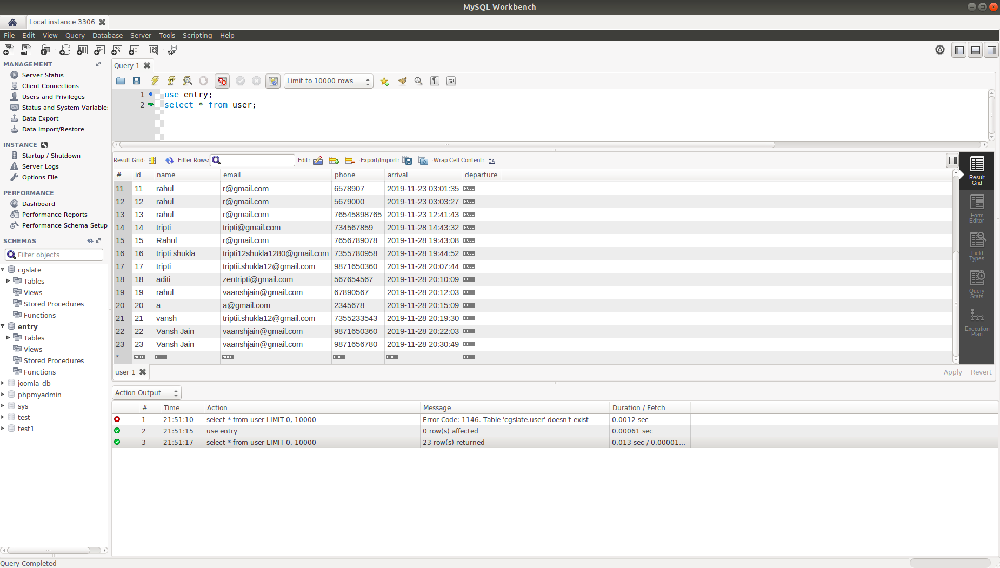 MySQL Workbench
Local instance 3306
File Edit View Query Database Server Tools Scripting Help
MANAGEMENT
Server Status
Client Connections
Users and Privileges
Status and System Variables
Data Export
Data Import/Restore
INSTANCE
Startup / Shutdown
Server Logs
Options File
PERFORMANCE
Dashboard
Performance Reports
Performance Schema Setup
SCHEMAS
Filter objects
cgslate
Tables
Views
Stored Procedures
Functions
entry
Tables
Views
Stored Procedures
Functions
joomla_db
phpmyadmin
sys
test
test1
Query 1
Limit to 10000 rows
1 use entry;
2 select * from user;
Result Grid Filter Rows: Edit: Export/Import: Wrap Cell Content:
# id name email phone arrival departure
11 11 rahul r@gmail.com 6578907 2019-11-23 03:01:35 NULL
12 12 rahul r@gmail.com 5679000 2019-11-23 03:03:27 NULL
13 13 rahul r@gmail.com 76545898765 2019-11-23 12:41:43 NULL
14 14 tripti tripti@gmail.com 734567859 2019-11-28 14:43:32 NULL
15 15 Rahul r@gmail.com 7656789078 2019-11-28 19:43:08 NULL
16 16 tripti shukla tripti12shukla1280@gmail.com 7355780958 2019-11-28 19:44:52 NULL
17 17 tripti triptii.shukla12@gmail.com 9871650360 2019-11-28 20:07:44 NULL
18 18 aditi zentripti@gmail.com 567654567 2019-11-28 20:10:09 NULL
19 19 rahul vaanshjain@gmail.com 67890567 2019-11-28 20:12:03 NULL
20 20 a a@gmail.com 2345678 2019-11-28 20:15:09 NULL
21 21 vansh triptii.shukla12@gmail.com 7355233543 2019-11-28 20:19:30 NULL
22 22 Vansh Jain vaanshjain@gmail.com 9871650360 2019-11-28 20:22:03 NULL
23 23 Vansh Jain vaanshjain@gmail.com 9871656780 2019-11-28 20:30:49 NULL
* NULL NULL NULL NULL NULL NULL
Result
Grid
Form
Editor
Field
Types
Query
Stats
Execution
Plan
user 1
Apply Revert
Action Output
# Time Action Message Duration / Fetch
1 21:51:10 select * from user LIMIT 0, 10000 Error Code: 1146. Table 'cgslate.user' doesn't exist 0.0012 sec
2 21:51:15 use entry 0 row(s) affected 0.00061 sec
3 21:51:17 select * from user LIMIT 0, 10000 23 row(s) returned 0.013 sec / 0.00001...
Query Completed